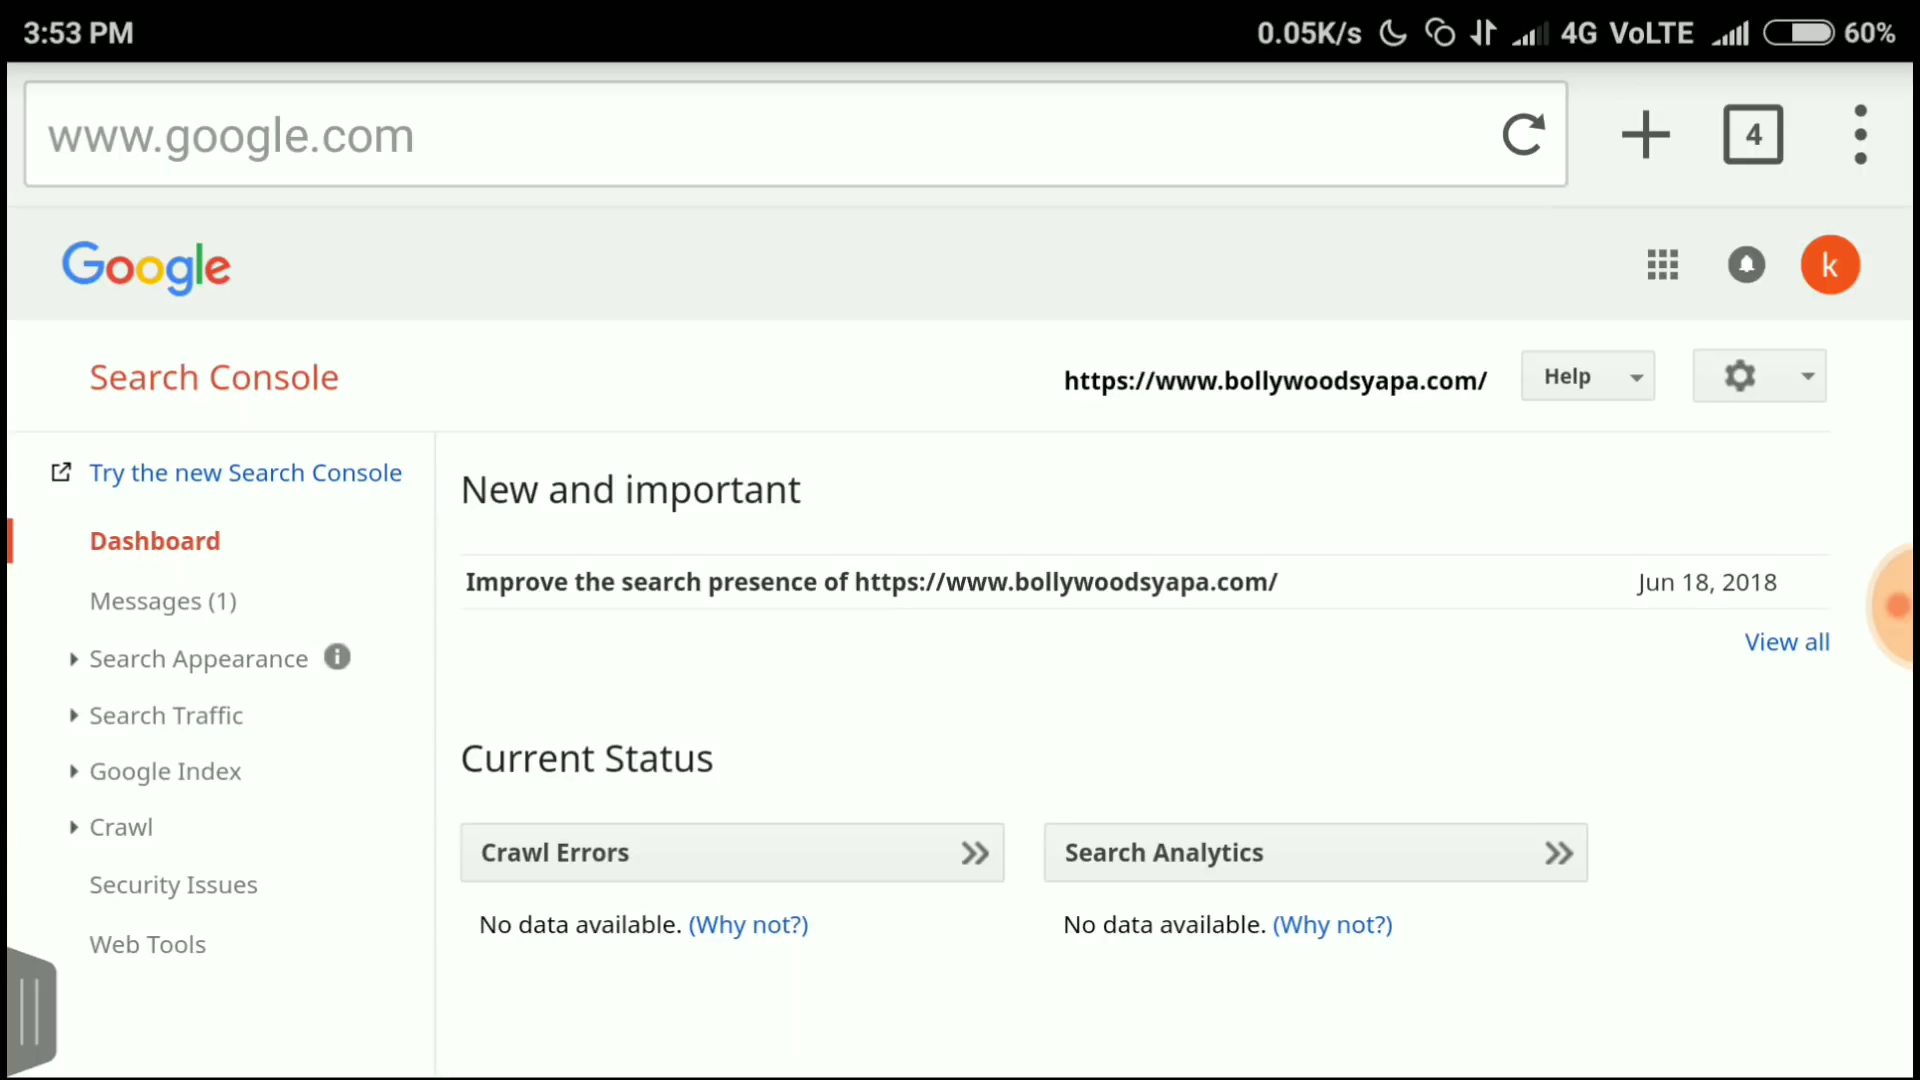 3:53 PM
0.05K/s 4G VoLTE 60%
www.google.com
4
Google
k
Search Console
https://www.bollywoodsyapa.com/
Help
Try the new Search Console
Dashboard
Messages (1)
Search Appearance
Search Traffic
Google Index
Crawl
Security Issues
Web Tools
New and important
Improve the search presence of https://www.bollywoodsyapa.com/ Jun 18, 2018
View all
Current Status
Crawl Errors
No data available. (Why not?)
Search Analytics
No data available. (Why not?)